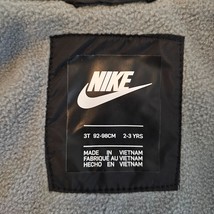 NIKE
3T 92-98CM 2-3 YRS
MADE IN VIETNAM
FABRIQUÉ AU VIETNAM
HECHO EN VIETNAM